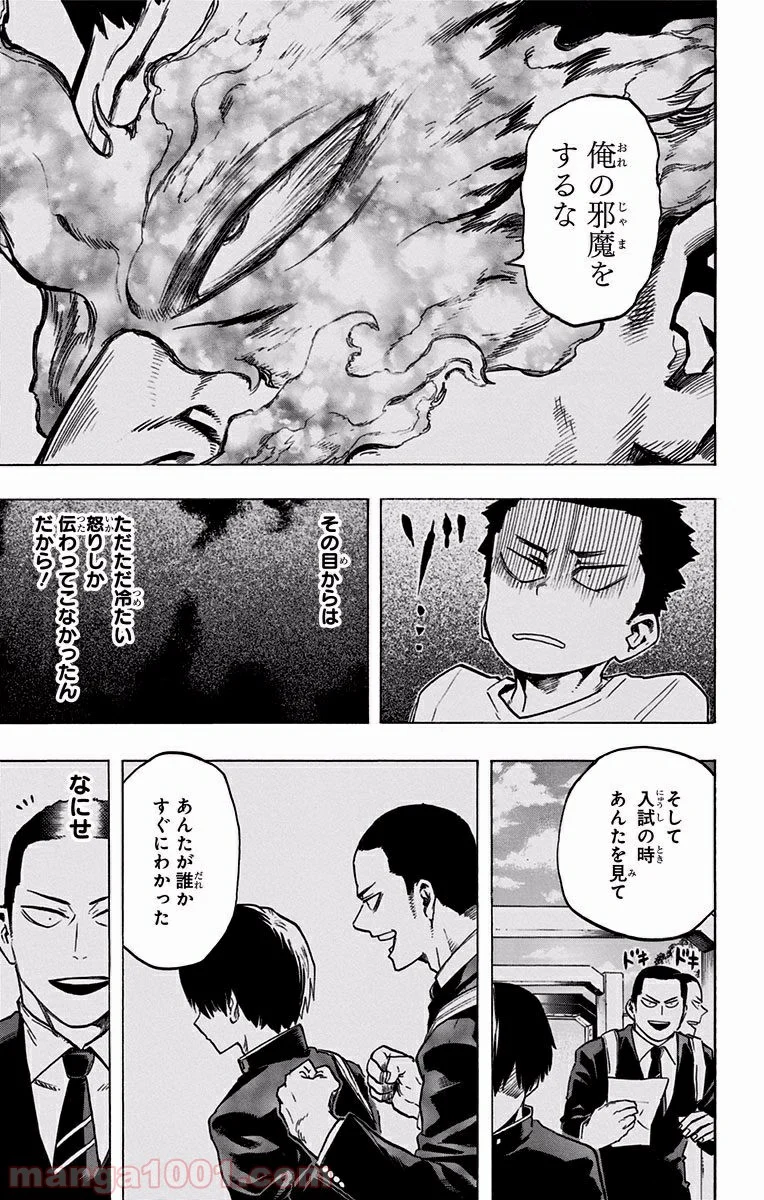 俺の邪魔を
するな
その目からは
ただただ冷たい
怒りしか
伝わってこなかったん
だから!
そして
入試の時
あんたを見て
ドキ
ドキ
あんたが誰か
すぐにわかった
なにせ
manga1001.com